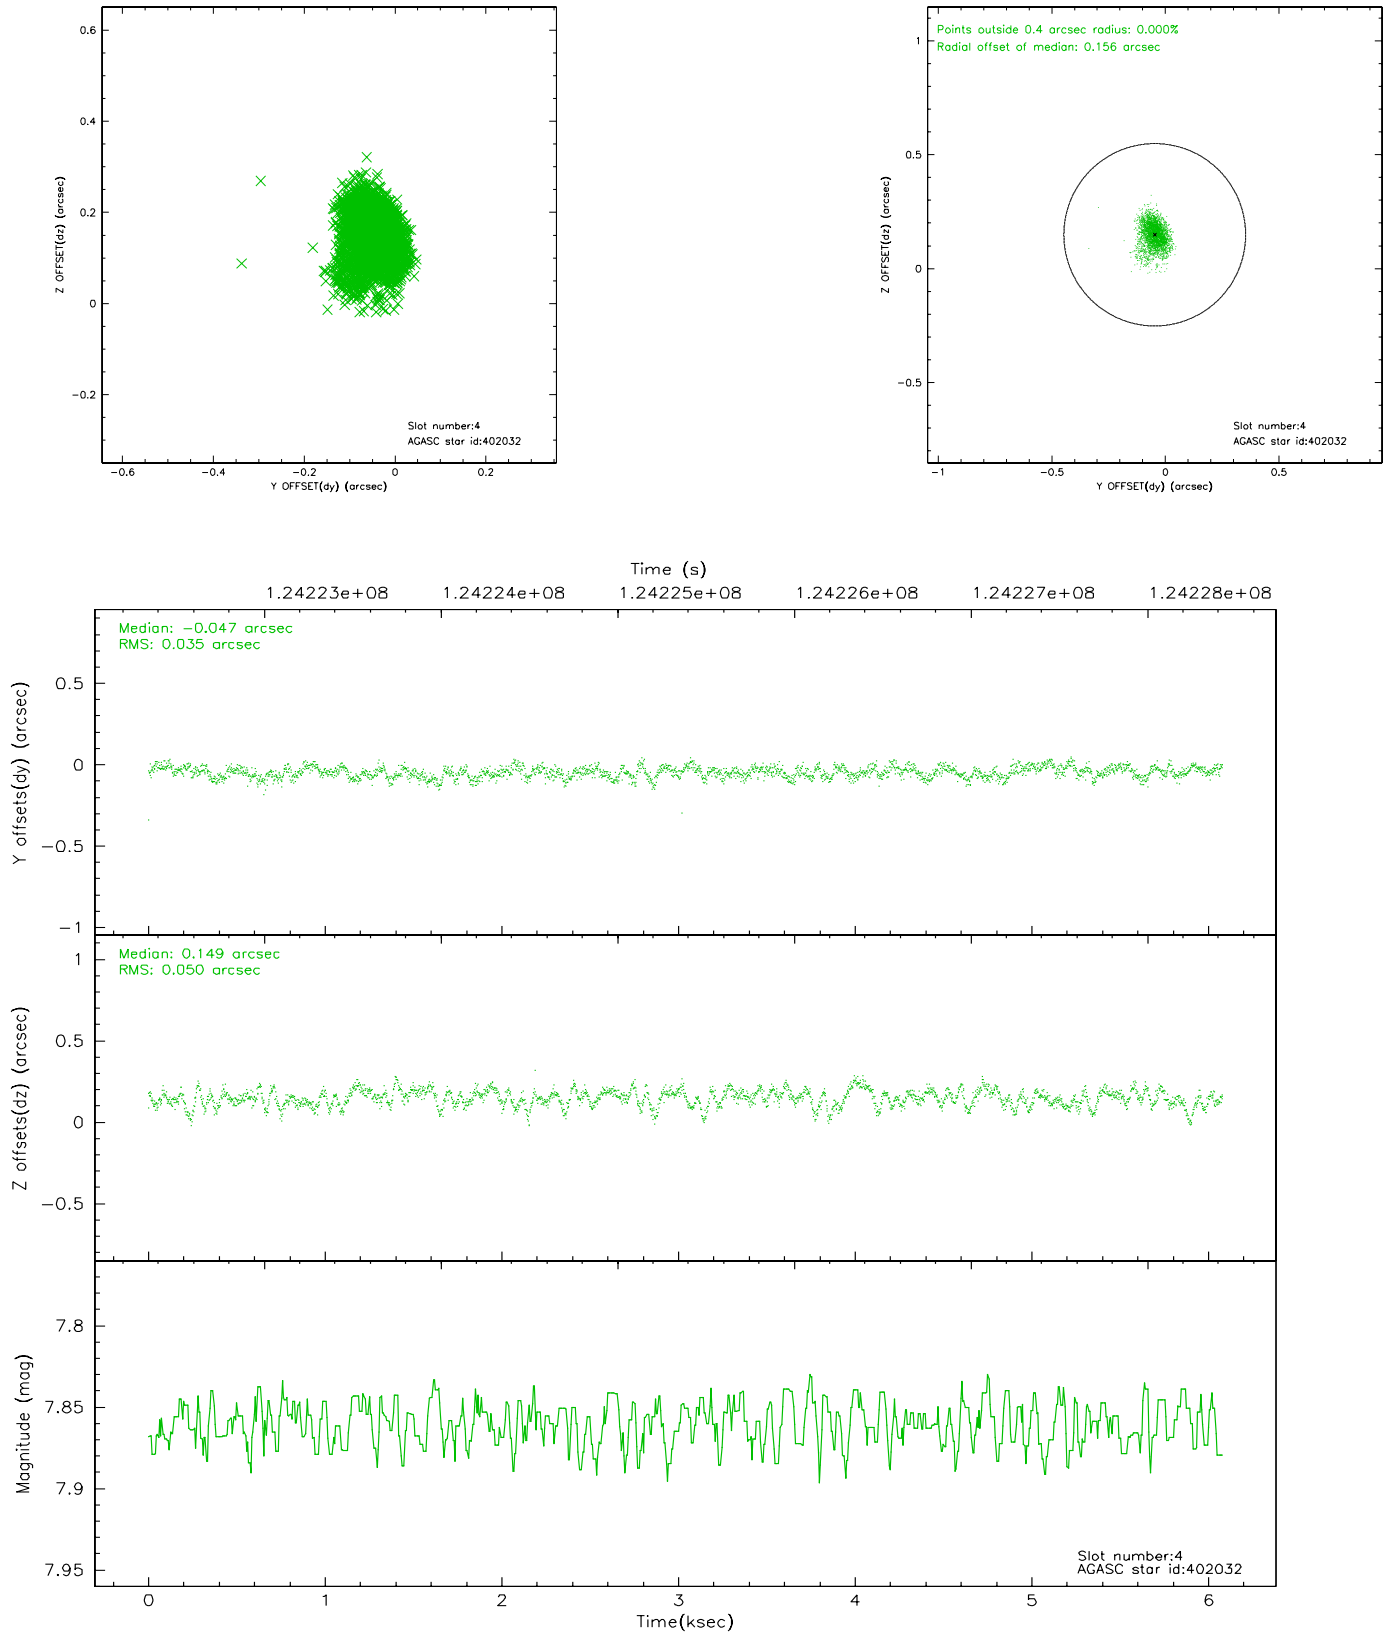 0.6
0.4
0.2
0
−0.2
Z OFFSET(dz) (arcsec)
Slot number:4
AGASC star id:402032
−0.6
−0.4
−0.2
0
0.2
Y OFFSET(dy) (arcsec)
Points outside 0.4 arcsec radius: 0.000%
Radial offset of median: 0.156 arcsec
1
0.5
0
−0.5
Z OFFSET(dz) (arcsec)
Slot number:4
AGASC star id:402032
−1
−0.5
0
0.5
Y OFFSET(dy) (arcsec)
Time (s)
1.24223e+08
1.24224e+08
1.24225e+08
1.24226e+08
1.24227e+08
1.24228e+08
Median: −0.047 arcsec
RMS: 0.035 arcsec
0.5
0
−0.5
−1
Y offsets(dy) (arcsec)
Median: 0.149 arcsec
RMS: 0.050 arcsec
1
0.5
0
−0.5
Z offsets(dz) (arcsec)
7.8
7.85
7.9
7.95
Magnitude (mag)
Slot number:4
AGASC star id:402032
0
1
2
3
4
5
6
Time(ksec)